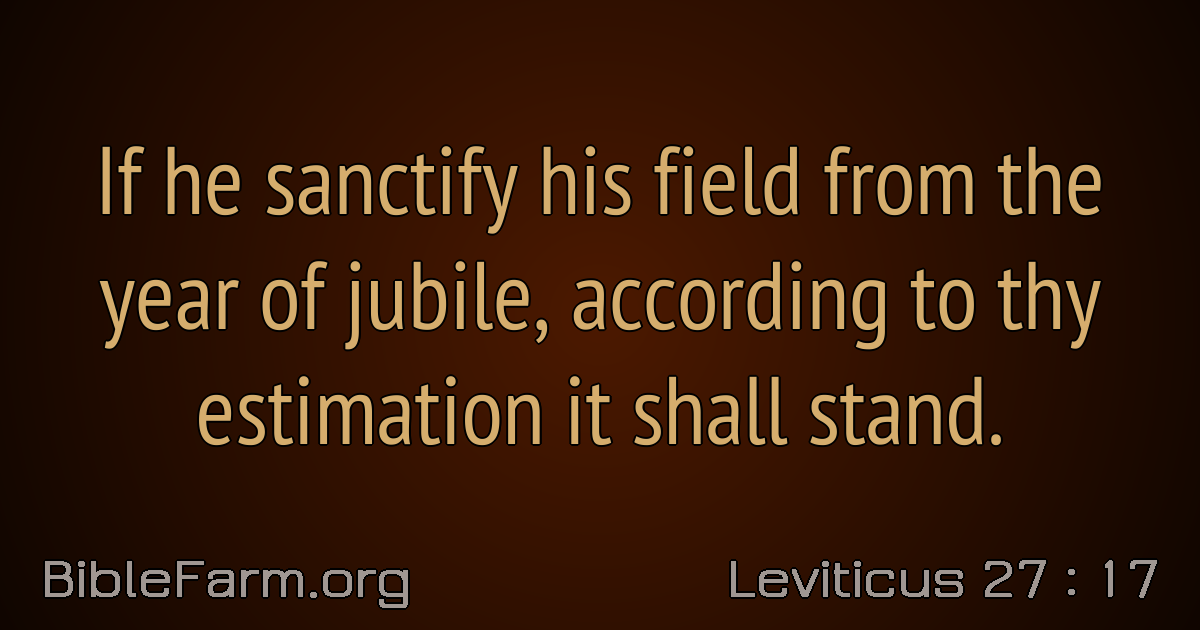 If he sanctify his field from the
year of jubile, according to thy
estimation it shall stand.
BibleFarm.org
Leviticus 27 : 17